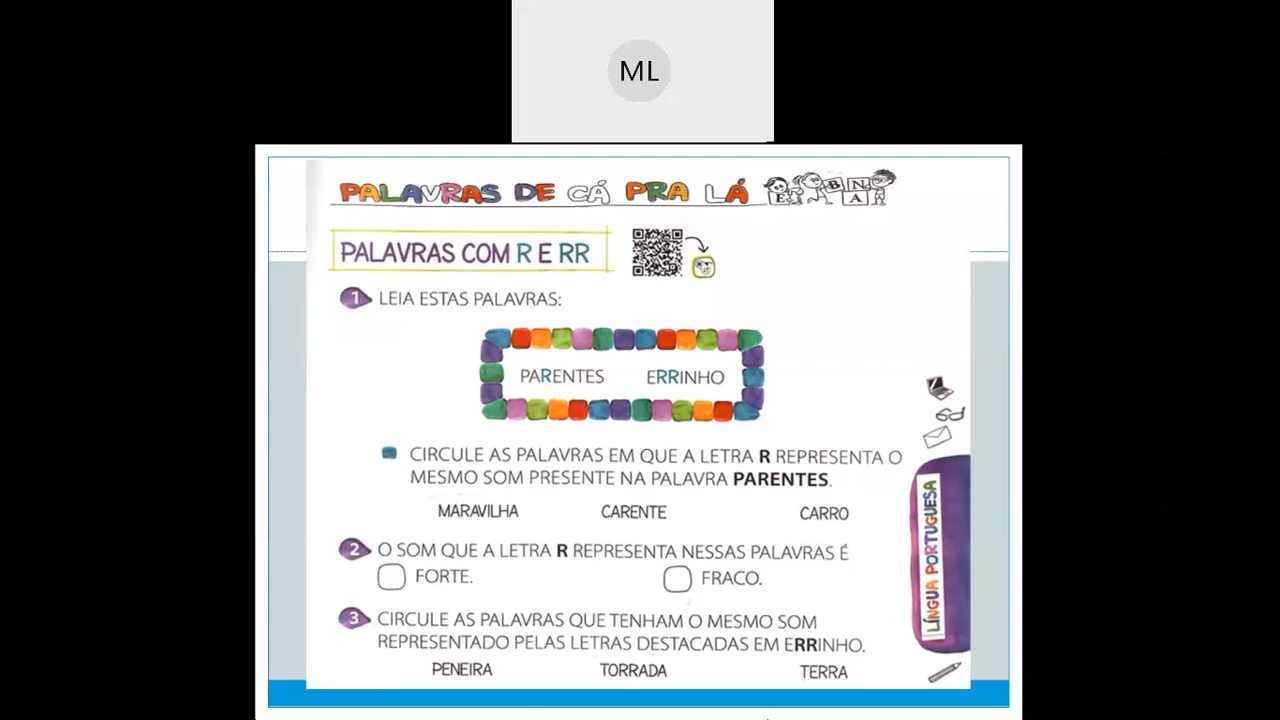 ML
PALAVRAS DE CÁ PRA LÁ
E B N A
PALAVRAS COM R E RR
1 LEIA ESTAS PALAVRAS:
PARENTES ERRINHO
CIRCULE AS PALAVRAS EM QUE A LETRA R REPRESENTA O
MESMO SOM PRESENTE NA PALAVRA PARENTES.
MARAVILHA CARENTE CARRO
2 O SOM QUE A LETRA R REPRESENTA NESSAS PALAVRAS É
FORTE. FRACO.
3 CIRCULE AS PALAVRAS QUE TENHAM O MESMO SOM
REPRESENTADO PELAS LETRAS DESTACADAS EM ERRINHO.
PENEIRA TORRADA TERRA
LÍNGUA PORTUGUESA